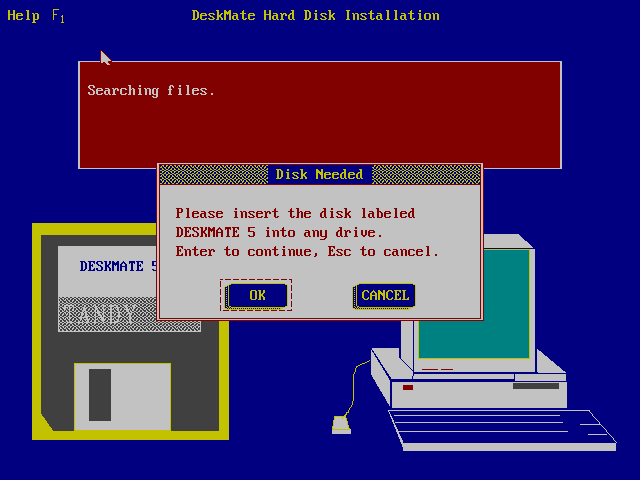 Help F1
DeskMate Hard Disk Installation
Searching files.
Disk Needed
Please insert the disk labeled
DESKMATE 5 into any drive.
Enter to continue, Esc to cancel.
OK
CANCEL
DESKMATE 5
TANDY